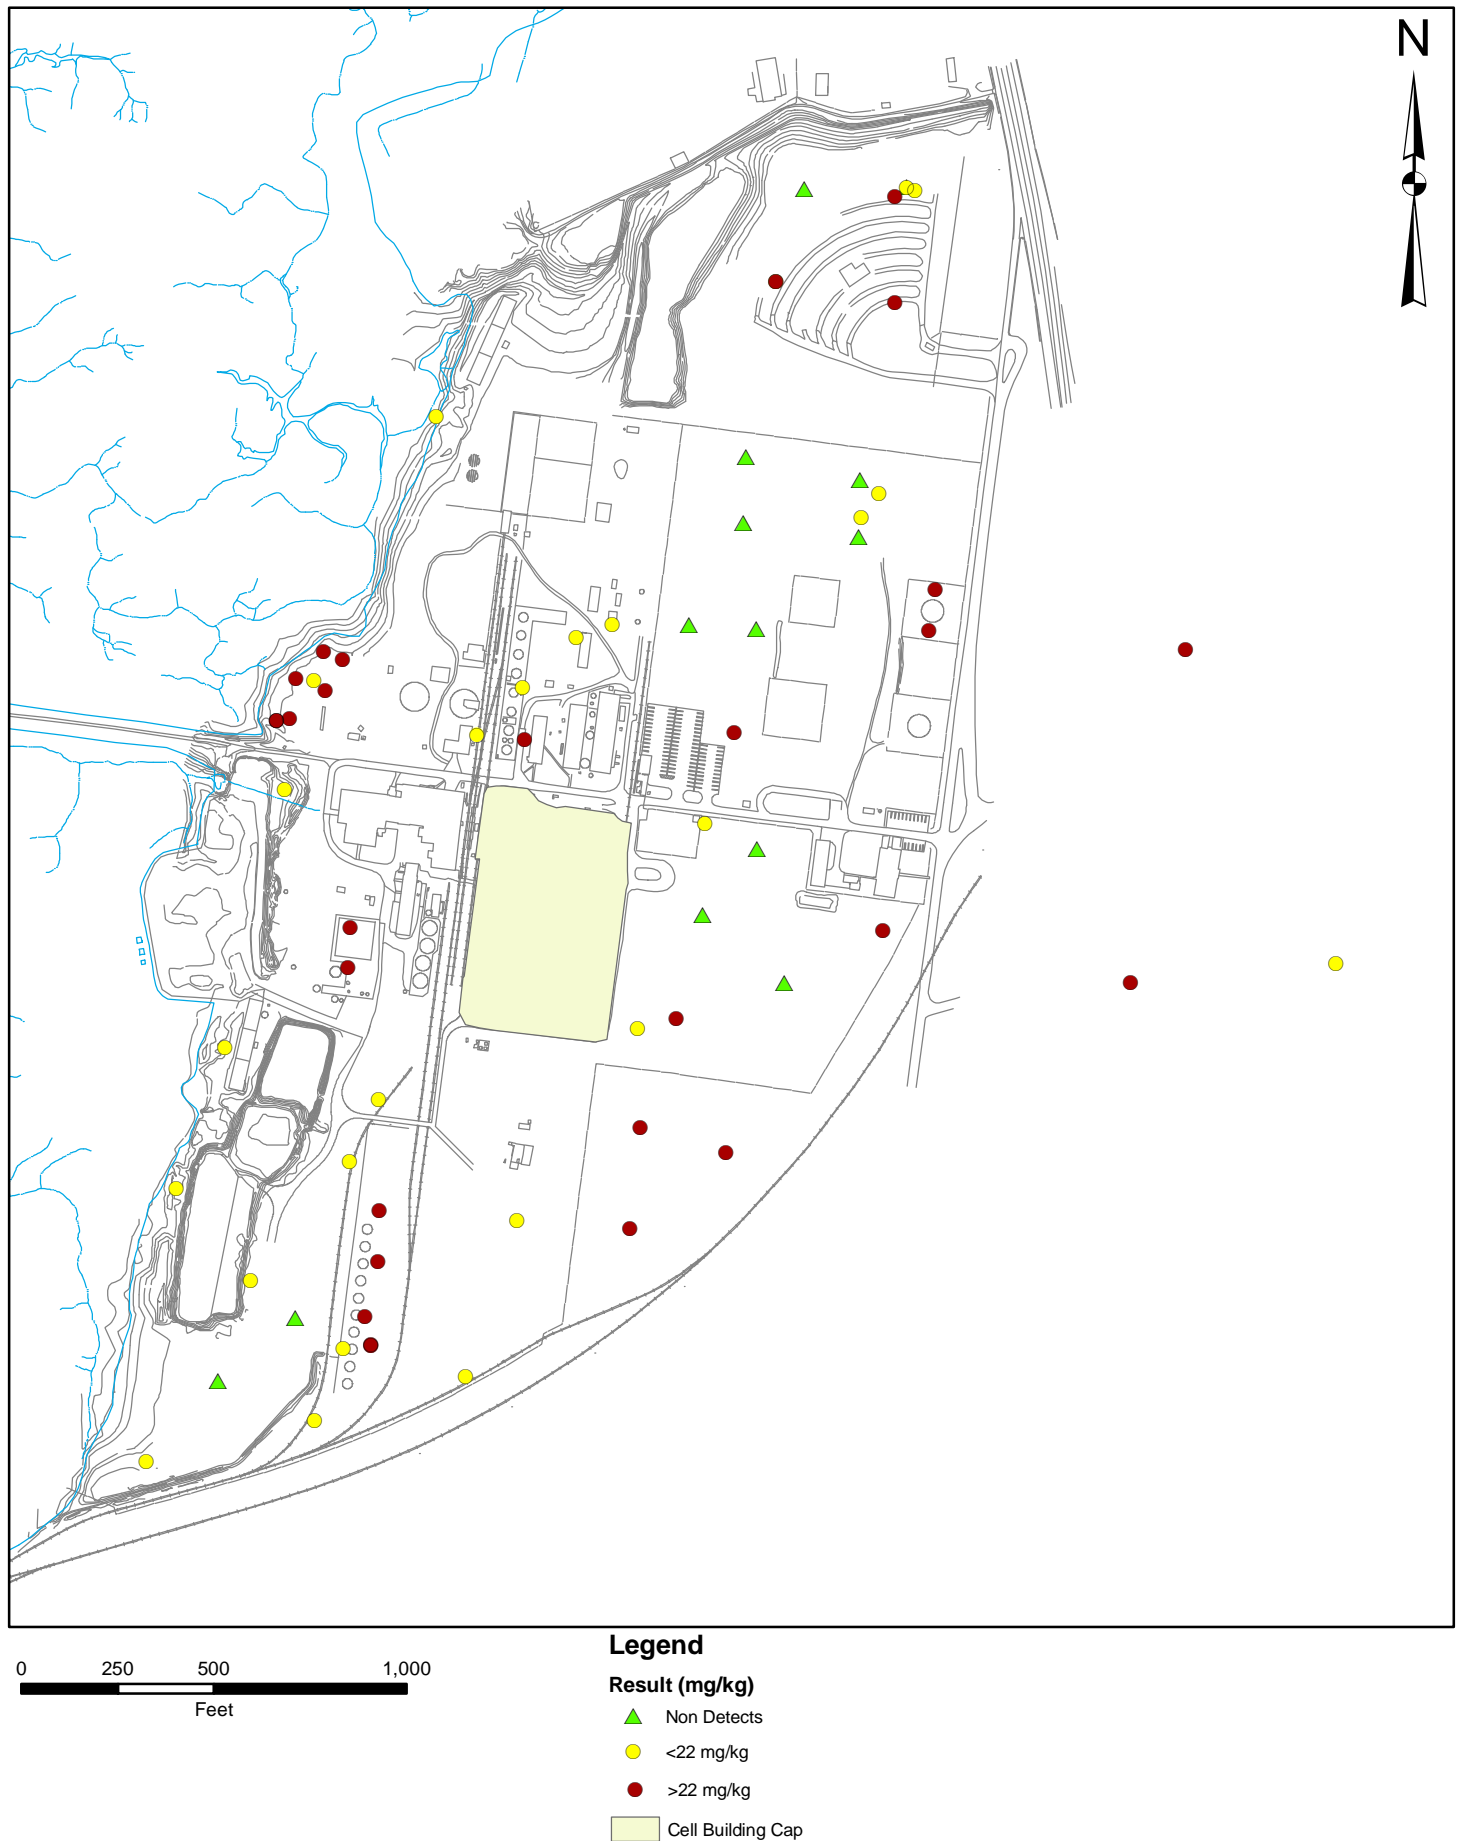 N
0 250 500 1,000
Feet
Legend
Result (mg/kg)
Non Detects
<22 mg/kg
>22 mg/kg
Cell Building Cap